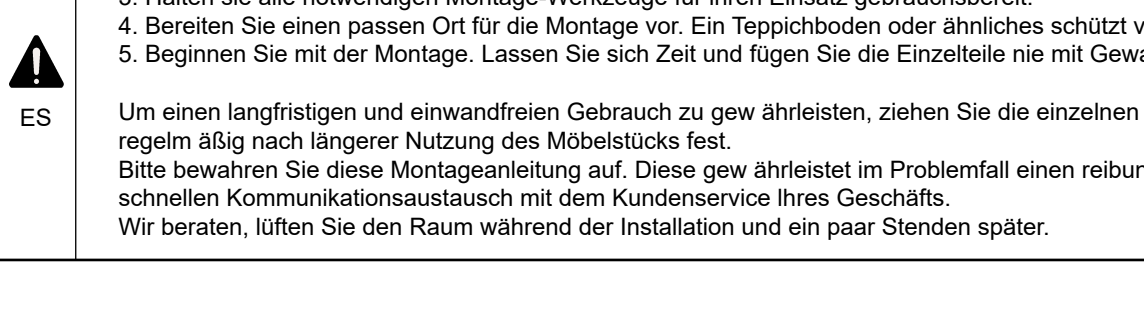 3. Halten sie alle notwendigen Montage-Werkzeuge für ihren Einsatz gebrauchsbereit.
4. Bereiten Sie einen passen Ort für die Montage vor. Ein Teppichboden oder ähnliches schützt v
5. Beginnen Sie mit der Montage. Lassen Sie sich Zeit und fügen Sie die Einzelteile nie mit Gewa
ES
Um einen langfristigen und einwandfreien Gebrauch zu gew ährleisten, ziehen Sie die einzelnen
regelm äßig nach längerer Nutzung des Möbelstücks fest.
Bitte bewahren Sie diese Montageanleitung auf. Diese gew ährleistet im Problemfall einen reibun
schnellen Kommunikationsaustausch mit dem Kundenservice Ihres Geschäfts.
Wir beraten, lüften Sie den Raum während der Installation und ein paar Stenden später.